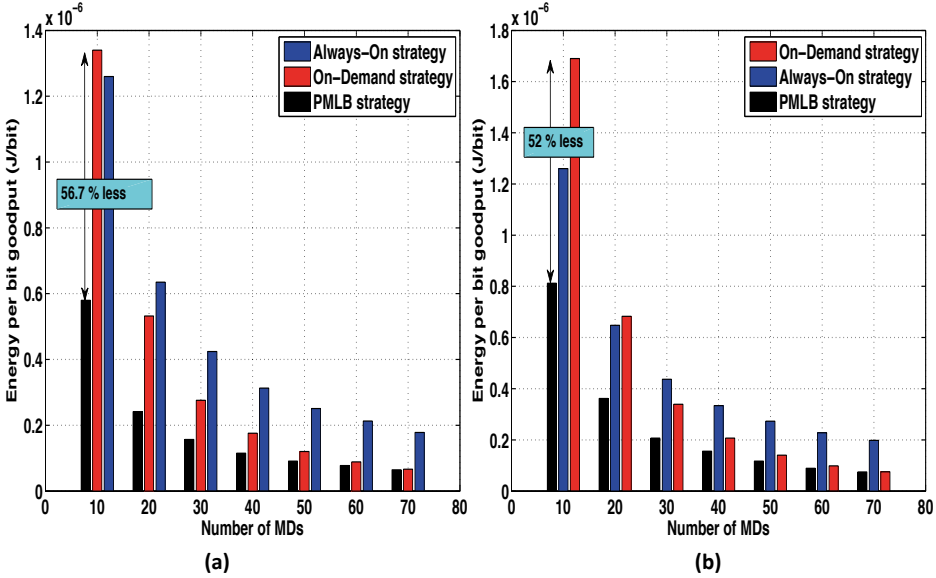 x 10⁻⁶
1.4
1.2
1
0.8
0.6
0.4
0.2
0
Energy per bit goodput (J/bit)
Always-On strategy
On-Demand strategy
PMLB strategy
56.7 % less
0 10 20 30 40 50 60 70 80
Number of MDs
(a)
x 10⁻⁶
1.8
1.6
1.4
1.2
1
0.8
0.6
0.4
0.2
0
Energy per bit goodput (J/bit)
On-Demand strategy
Always-On strategy
PMLB strategy
52 % less
0 10 20 30 40 50 60 70 80
Number of MDs
(b)